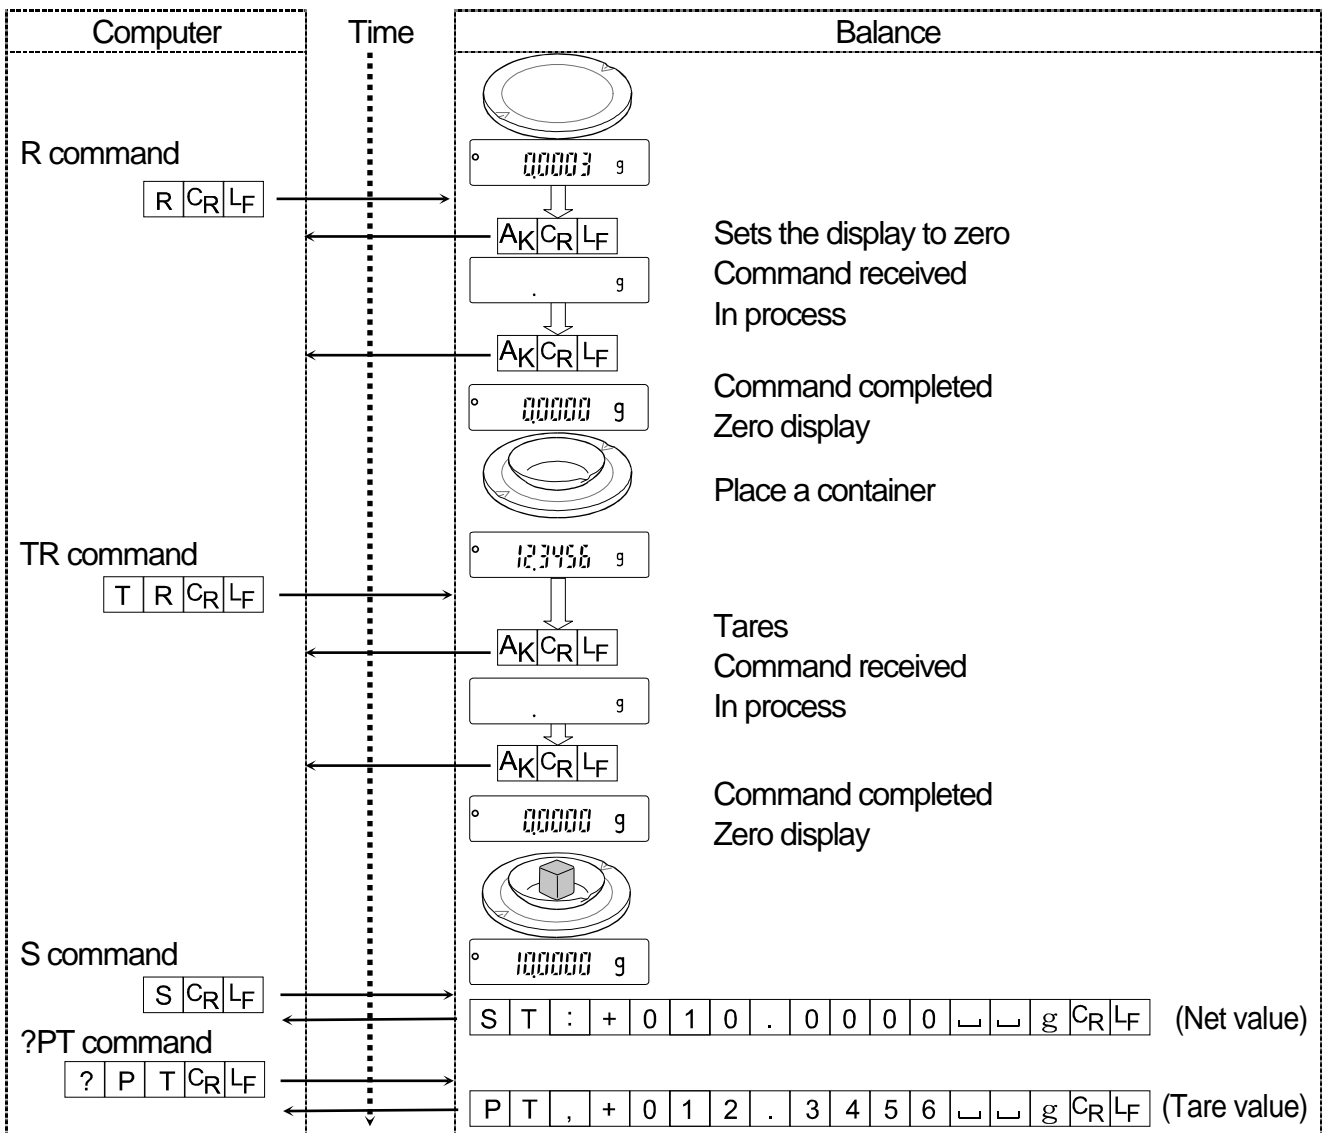 Computer Time Balance
R command
0.0003 g
R CR LF
AK CR LF Sets the display to zero
. g Command received
In process
AK CR LF
Command completed
0.0000 g
Zero display
Place a container
TR command
12.3456 g
T R CR LF
Tares
AK CR LF
Command received
. g In process
AK CR LF
Command completed
0.0000 g Zero display
S command
10.0000 g
S CR LF
S T : + 0 1 0 . 0 0 0 0 ␣ ␣ g CR LF (Net value)
?PT command
? P T CR LF
P T , + 0 1 2 . 3 4 5 6 ␣ ␣ g CR LF (Tare value)